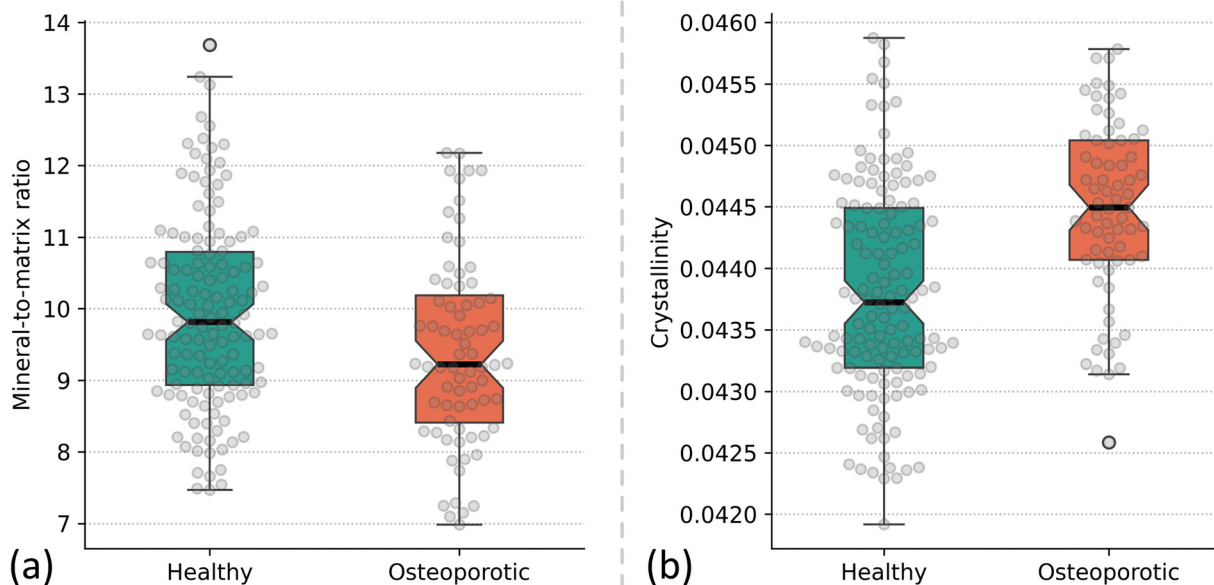 Mineral-to-matrix ratio
14
13
12
11
10
9
8
7
Healthy
Osteoporotic
(a)
Crystallinity
0.0460
0.0455
0.0450
0.0445
0.0440
0.0435
0.0430
0.0425
0.0420
Healthy
Osteoporotic
(b)